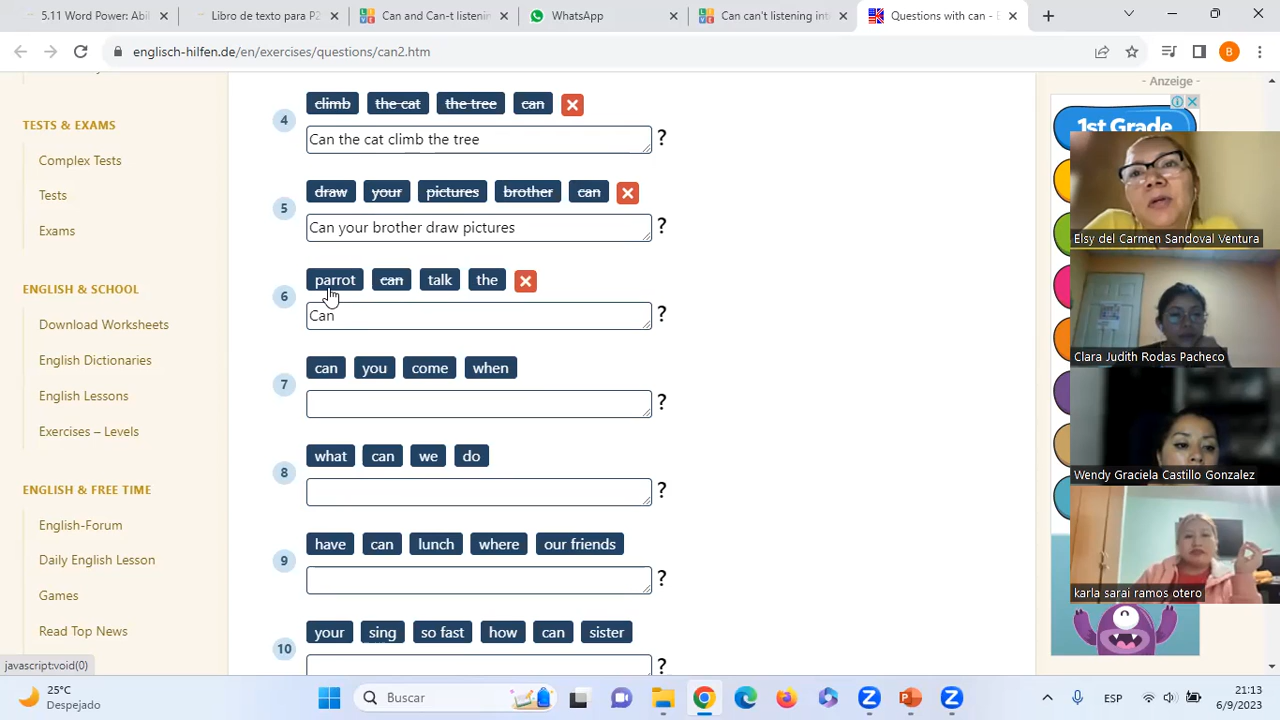 5.11 Word Power: Abil
Libro de texto para P2
Can and Can-t listening
WhatsApp
Can can't listening inte
Questions with can - E
englisch-hilfen.de/en/exercises/questions/can2.htm
B
TESTS & EXAMS
Complex Tests
Tests
Exams
ENGLISH & SCHOOL
Download Worksheets
English Dictionaries
English Lessons
Exercises – Levels
ENGLISH & FREE TIME
English-Forum
Daily English Lesson
Games
Read Top News
javascript:void(0)
4 climb the cat the tree can
Can the cat climb the tree ?
5 draw your pictures brother can
Can your brother draw pictures ?
6 parrot can talk the
Can ?
7 can you come when
?
8 what can we do
?
9 have can lunch where our friends
?
10 your sing so fast how can sister
?
- Anzeige -
1st Grade
Elsy del Carmen Sandoval Ventura
Clara Judith Rodas Pacheco
Wendy Graciela Castillo Gonzalez
karla sarai ramos otero
25°C
Despejado
Buscar
ESP
21:13
6/9/2023